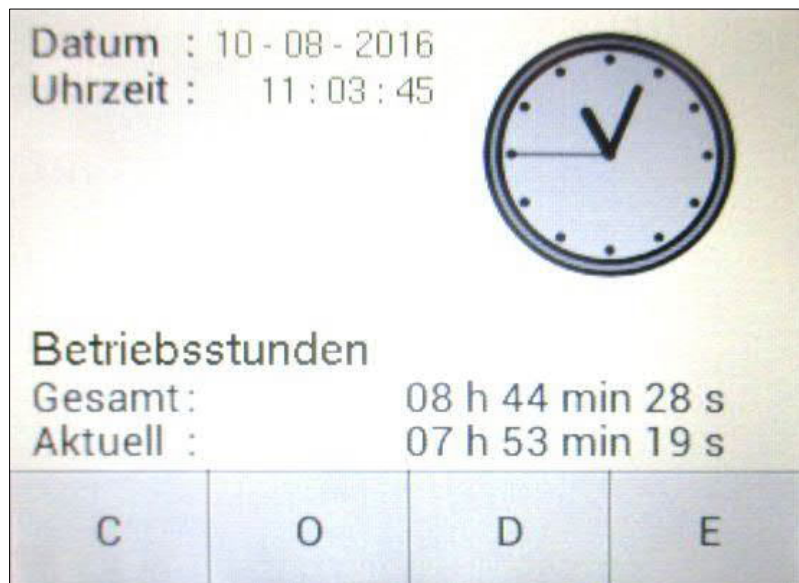 Datum : 10 - 08 - 2016
Uhrzeit : 11 : 03 : 45
Betriebsstunden
Gesamt : 08 h 44 min 28 s
Aktuell : 07 h 53 min 19 s
C O D E